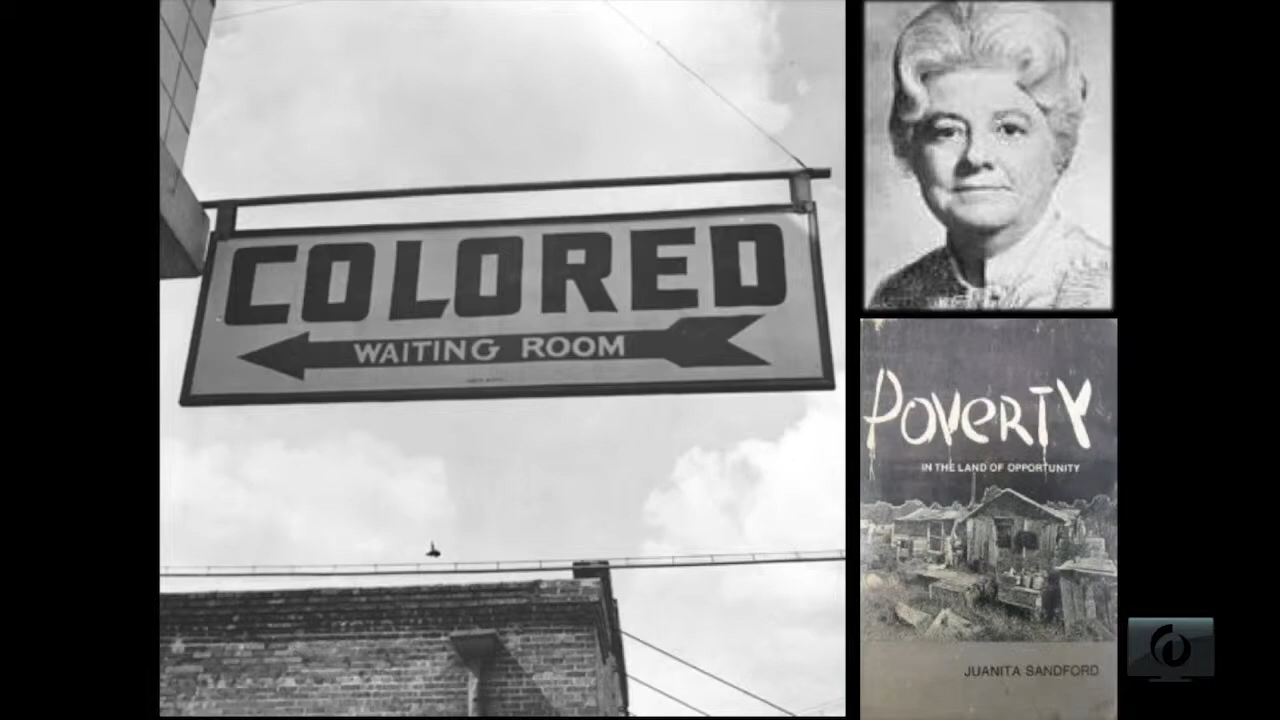 COLORED
WAITING ROOM
POVERTY
IN THE LAND OF OPPORTUNITY
JUANITA SANDFORD